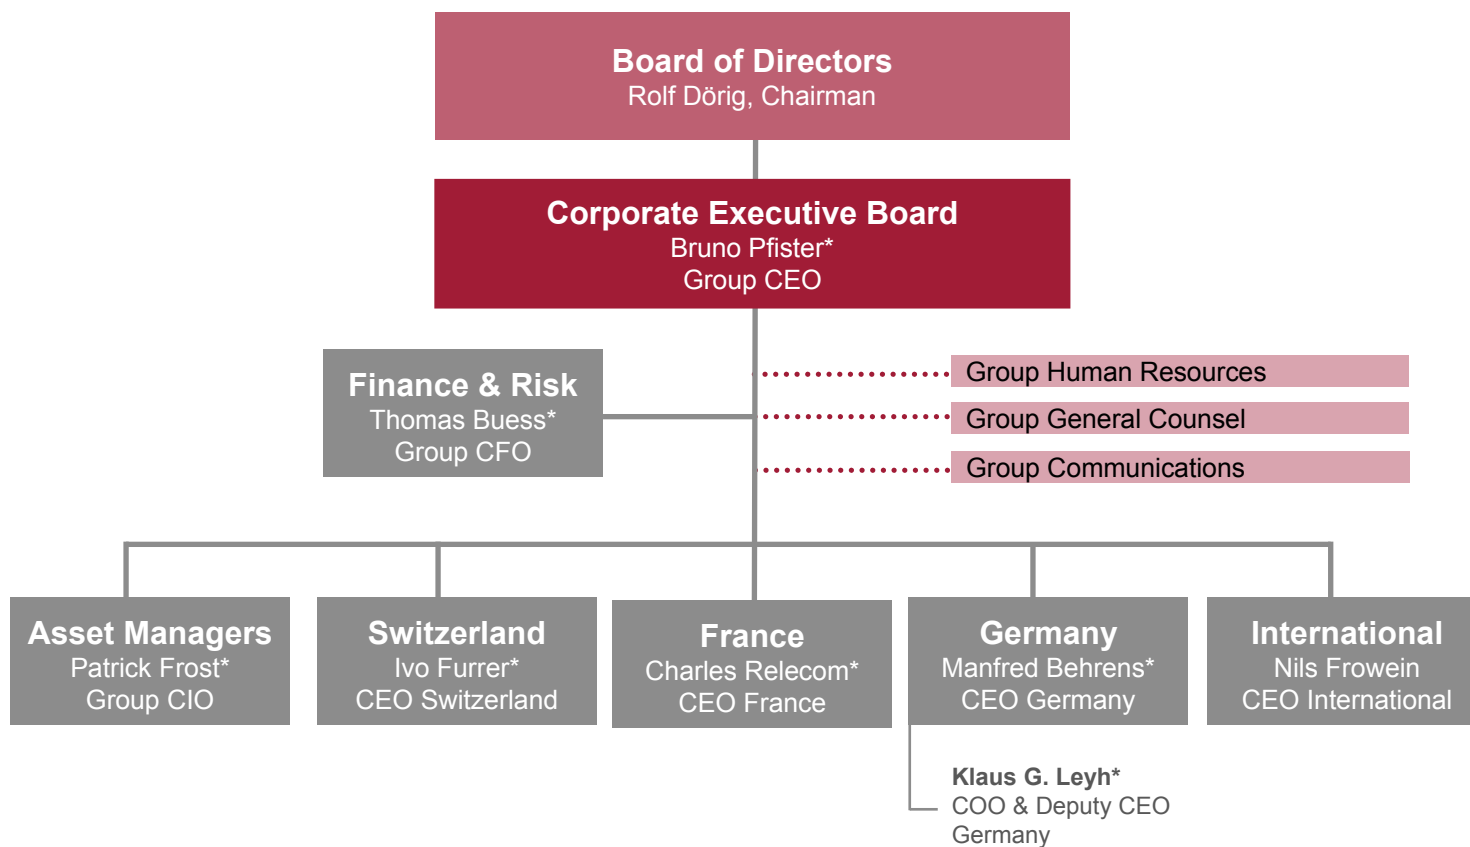 Board of Directors
Rolf Dörig, Chairman
Corporate Executive Board
Bruno Pfister*
Group CEO
Finance & Risk
Thomas Buess*
Group CFO
Group Human Resources
Group General Counsel
Group Communications
Asset Managers
Patrick Frost*
Group CIO
Switzerland
Ivo Furrer*
CEO Switzerland
France
Charles Relecom*
CEO France
Germany
Manfred Behrens*
CEO Germany
International
Nils Frowein
CEO International
Klaus G. Leyh*
COO & Deputy CEO
Germany